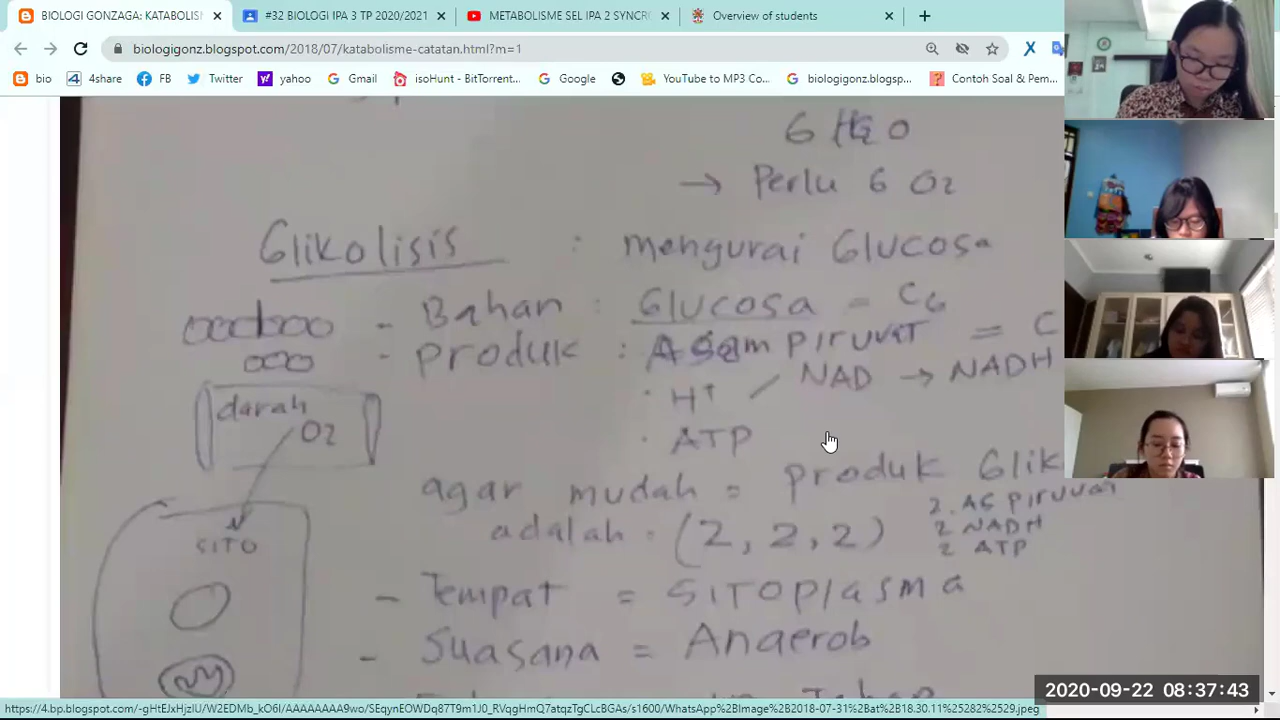 BIOLOGI GONZAGA: KATABOLISM
#32 BIOLOGI IPA 3 TP 2020/2021
METABOLISME SEL IPA 2 SYNCR
Overview of students
biologigonz.blogspot.com/2018/07/katabolisme-catatan.html?m=1
bio
4share
FB
Twitter
yahoo
Gmail
isoHunt - BitTorrent...
Google
YouTube to MP3 Co...
biologigonz.blogsp...
Contoh Soal & Pem...
6 H2O
→ Perlu 6 O2
Glikolisis : mengurai Glucosa
- Bahan : Glucosa = C6
- Produk : Asam Piruvat = C
· H+ / NAD → NADH
· ATP
darah
O2
SITO
agar mudah = produk Glik
adalah = (2, 2, 2)
2. AS piruvat
2 NADH
2 ATP
- Tempat = SITOplasma
- Suasana = Anaerob
Tahap
2020-09-22 08:37:43